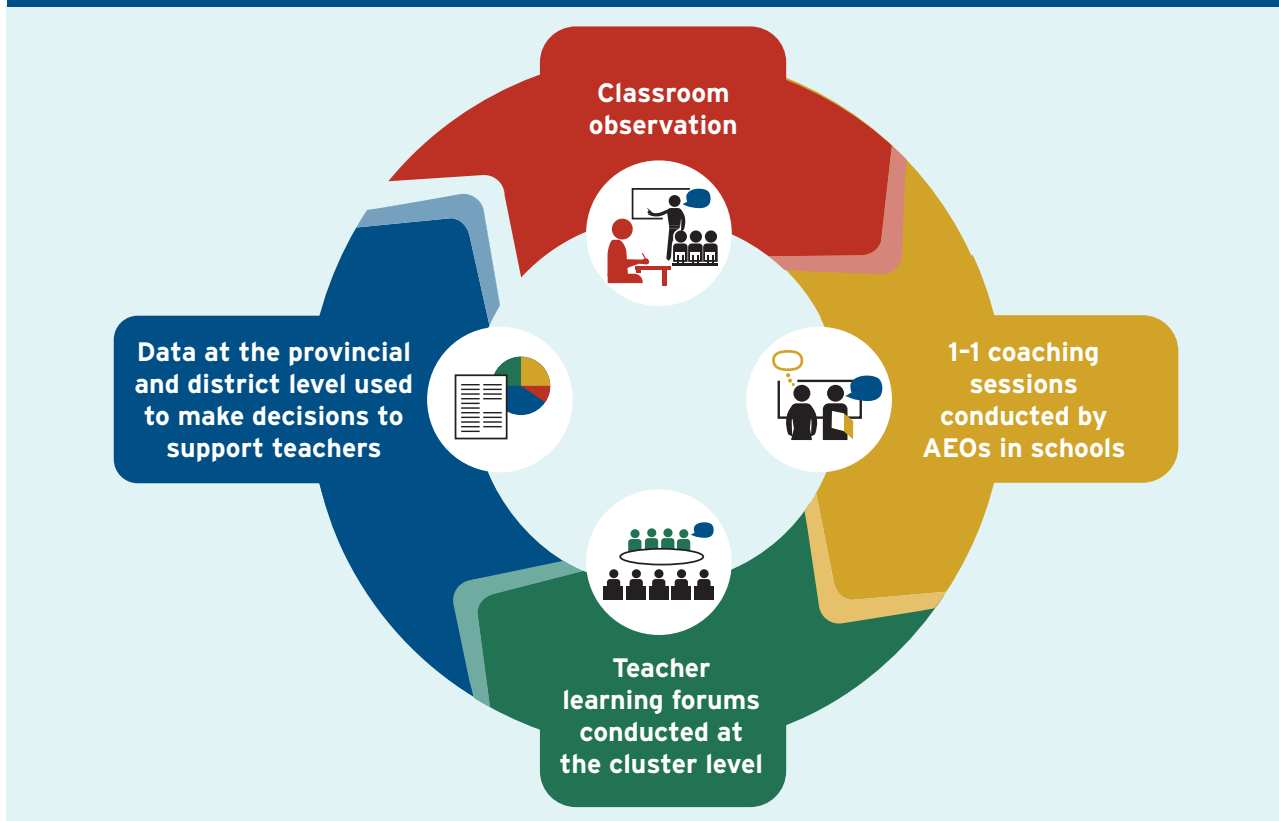 Classroom
observation
1-1 coaching
sessions
conducted by
AEOs in schools
Teacher
learning forums
conducted at
the cluster level
Data at the provincial
and district level used
to make decisions to
support teachers